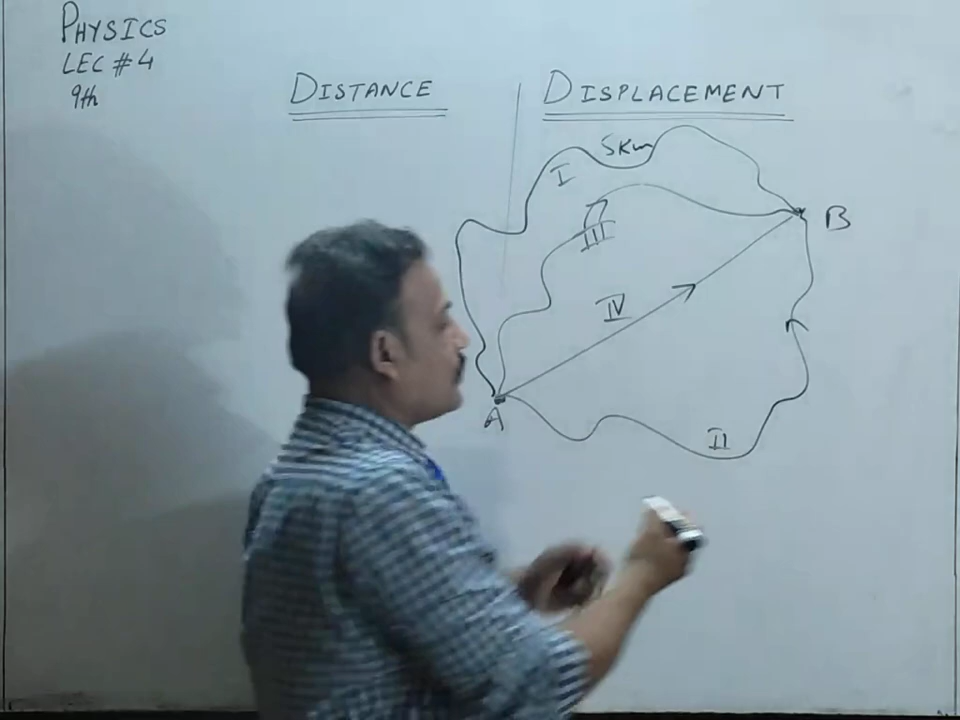 PHYSICS
LEC #4
9th
DISTANCE
DISPLACEMENT
5Km
I
III
B
IV
A
II